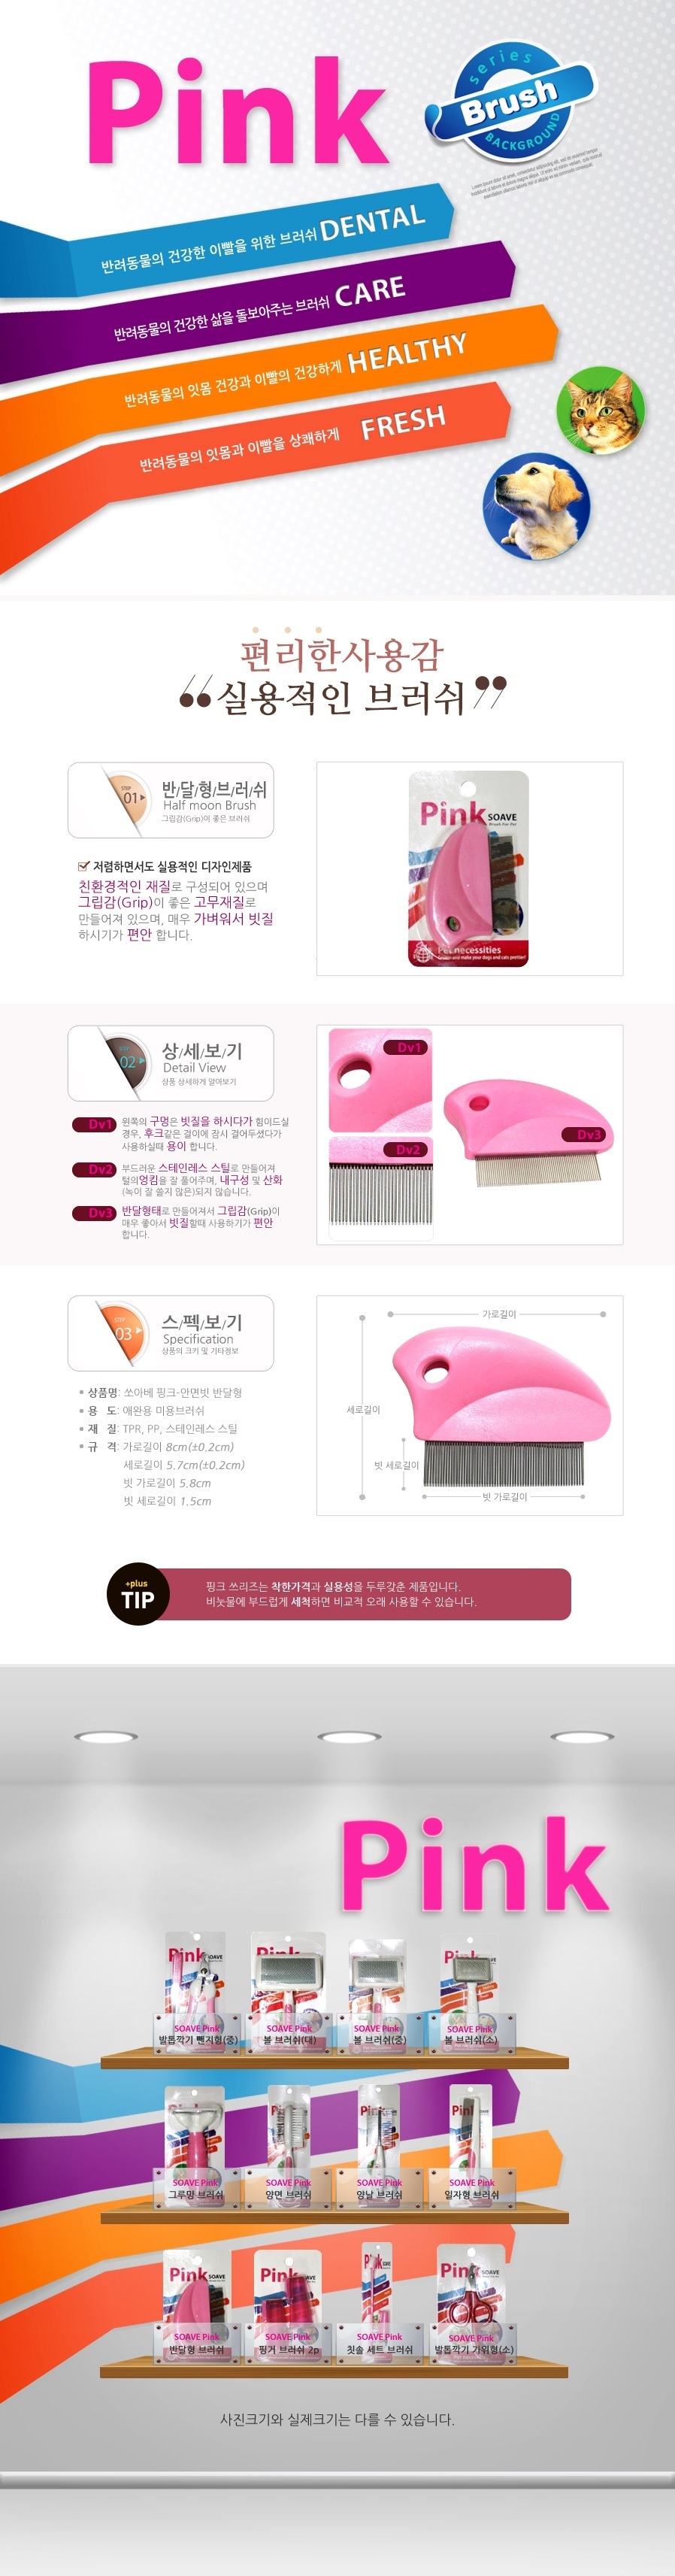 Pink
series
Brush
BACKGROUND
반려동물의 건강한 이빨을 위한 브러쉬 DENTAL
반려동물의 건강한 삶을 돌보아주는 브러쉬 CARE
반려동물의 잇몸 건강과 이빨의 건강하게 HEALTHY
반려동물의 잇몸과 이빨을 상쾌하게 FRESH
편리한사용감
“실용적인 브러쉬”
STEP
01
반/달/형/브/러/쉬
Half moon Brush
그립감(Grip)이 좋은 브러쉬
저렴하면서도 실용적인 디자인제품
친환경적인 재질로 구성되어 있으며
그립감(Grip)이 좋은 고무재질로
만들어져 있으며, 매우 가벼워서 빗질
하시기가 편안 합니다.
Pink SOAVE
Brush For Pet
Pet necessities
Groom and make your dogs and cats prettier!
02
상/세/보/기
Detail View
상품 상세하게 알아보기
Dv1
왼쪽의 구멍은 빗질을 하시다가 힘이드실
경우, 후크같은 걸이에 잠시 걸어두셨다가
사용하실때 용이 합니다.
Dv2
부드러운 스테인레스 스틸로 만들어져
털의엉킴을 잘 풀어주며, 내구성 및 산화
(녹이 잘 쓸지 않은)되지 않습니다.
Dv3
반달형태로 만들어져서 그립감(Grip)이
매우 좋아서 빗질할때 사용하기가 편안
합니다.
Dv1
Dv2
Dv3
STEP
03
스/펙/보/기
Specification
상품의 크키 및 기타정보
상품명: 쏘아베 핑크-안면빗 반달형
용 도: 애완용 미용브러쉬
재 질: TPR, PP, 스테인레스 스틸
규 격: 가로길이 8cm(±0.2cm)
세로길이 5.7cm(±0.2cm)
빗 가로길이 5.8cm
빗 세로길이 1.5cm
가로길이
세로길이
빗 세로길이
빗 가로길이
+plus
TIP
핑크 쓰리즈는 착한가격과 실용성을 두루갖춘 제품입니다.
비눗물에 부드럽게 세척하면 비교적 오래 사용할 수 있습니다.
Pink
SOAVE Pink
발톱깍기 뺀지형(중)
SOAVE Pink
볼 브러쉬(대)
SOAVE Pink
볼 브러쉬(중)
SOAVE Pink
볼 브러쉬(소)
SOAVE Pink
그루밍 브러쉬
SOAVE Pink
양면 브러쉬
SOAVE Pink
양날 브러쉬
SOAVE Pink
일자형 브러쉬
SOAVE Pink
반달형 브러쉬
SOAVE Pink
핑거 브러쉬 2p
SOAVE Pink
칫솔 세트 브러쉬
SOAVE Pink
발톱깍기 가위형(소)
사진크기와 실제크기는 다를 수 있습니다.